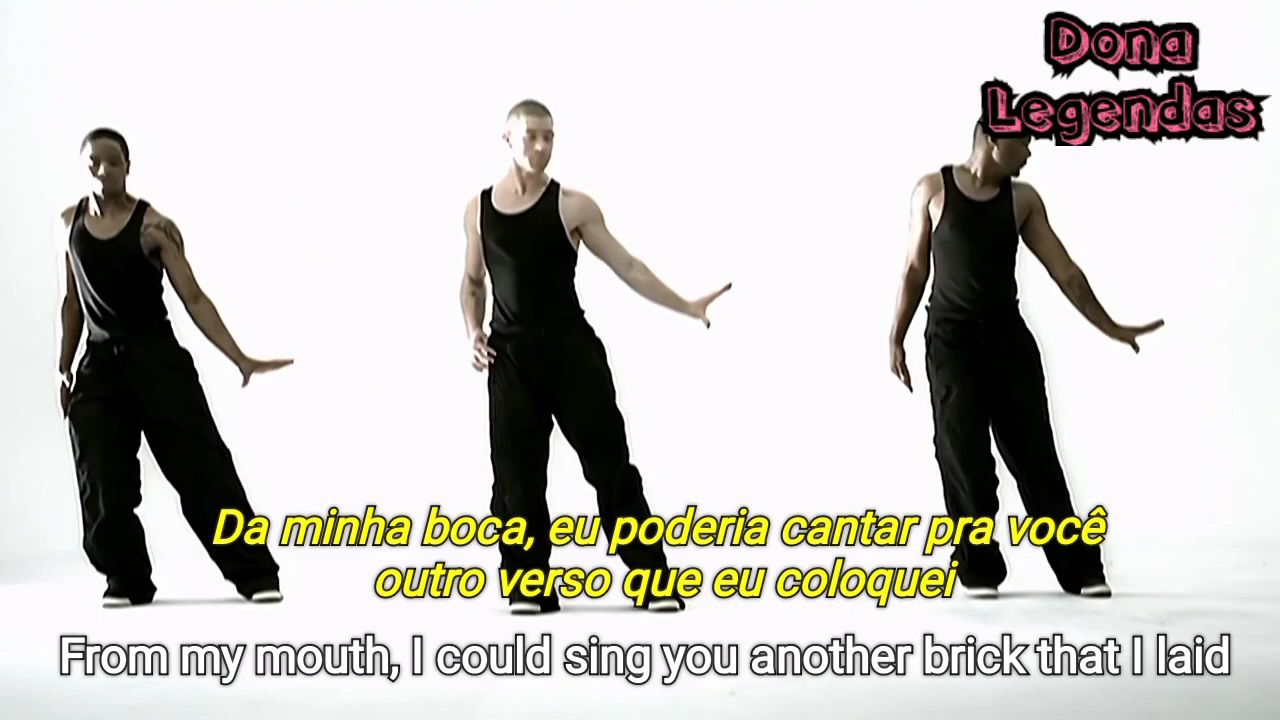 Dona
Legendas
Da minha boca, eu poderia cantar pra você
outro verso que eu coloquei
From my mouth, I could sing you another brick that I laid